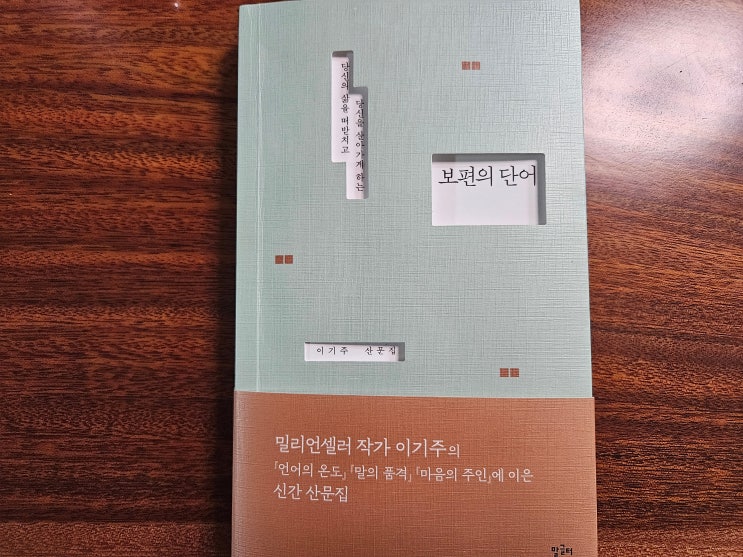 당신의 삶을 떠받치고
당신을 살아가게 하는
보편의 단어
이기주 산문집
밀리언셀러 작가 이기주의
「언어의 온도」「말의 품격」「마음의 주인」에 이은
신간 산문집
말글터